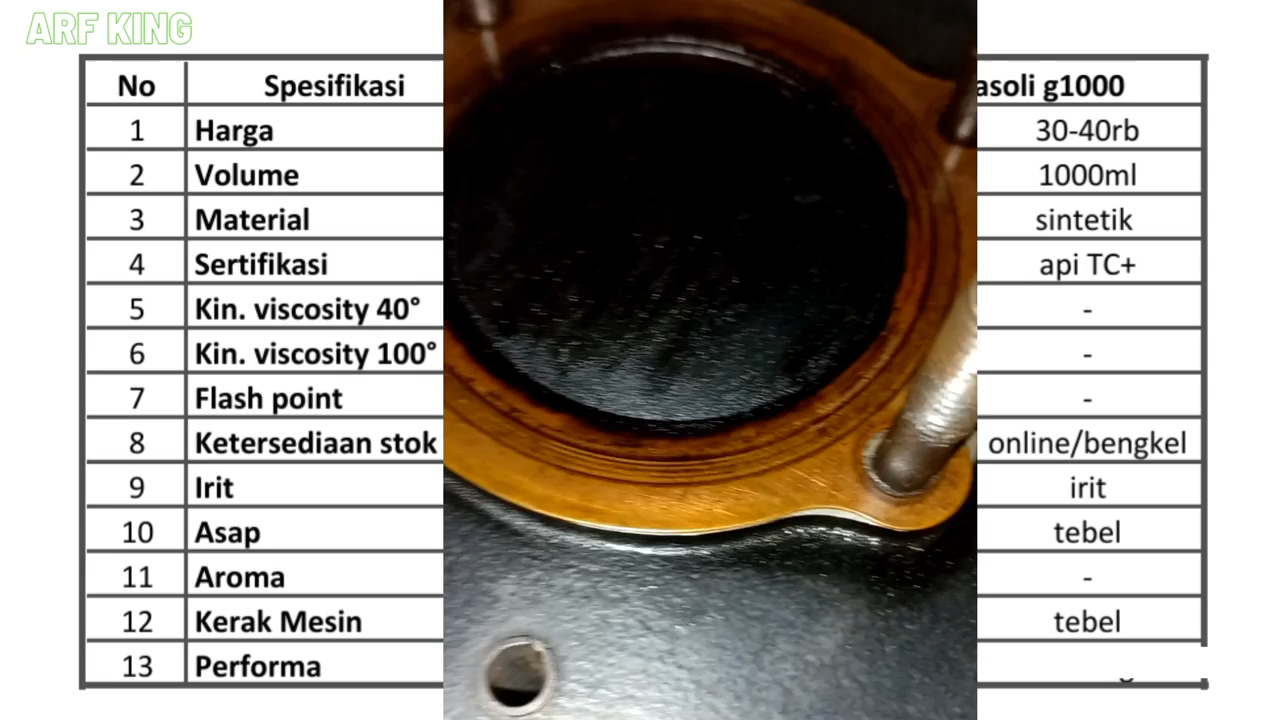 ARF KING
No Spesifikasi asoli g1000
1 Harga 30-40rb
2 Volume 1000ml
3 Material sintetik
4 Sertifikasi api TC+
5 Kin. viscosity 40° -
6 Kin. viscosity 100° -
7 Flash point -
8 Ketersediaan stok online/bengkel
9 Irit irit
10 Asap tebel
11 Aroma -
12 Kerak Mesin tebel
13 Performa